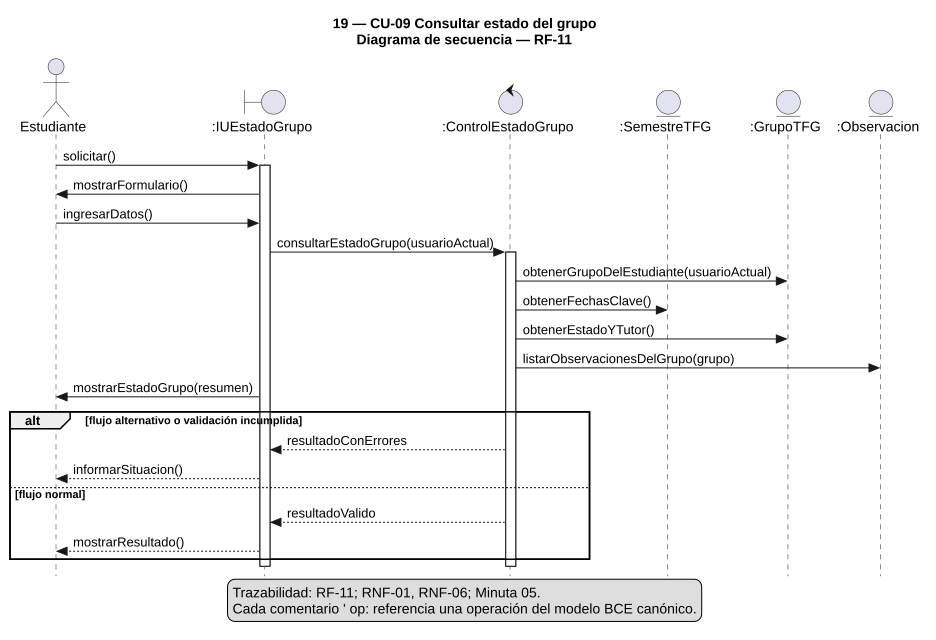 19 — CU-09 Consultar estado del grupo
Diagrama de secuencia — RF-11
Estudiante
:IUEstadoGrupo
:ControlEstadoGrupo
:SemestreTFG
:GrupoTFG
:Observacion
solicitar()
mostrarFormulario()
ingresarDatos()
consultarEstadoGrupo(usuarioActual)
obtenerGrupoDelEstudiante(usuarioActual)
obtenerFechasClave()
obtenerEstadoYTutor()
listarObservacionesDelGrupo(grupo)
mostrarEstadoGrupo(resumen)
alt
[flujo alternativo o validación incumplida]
resultadoConErrores
informarSituacion()
[flujo normal]
resultadoValido
mostrarResultado()
Trazabilidad: RF-11; RNF-01, RNF-06; Minuta 05.
Cada comentario ' op: referencia una operación del modelo BCE canónico.